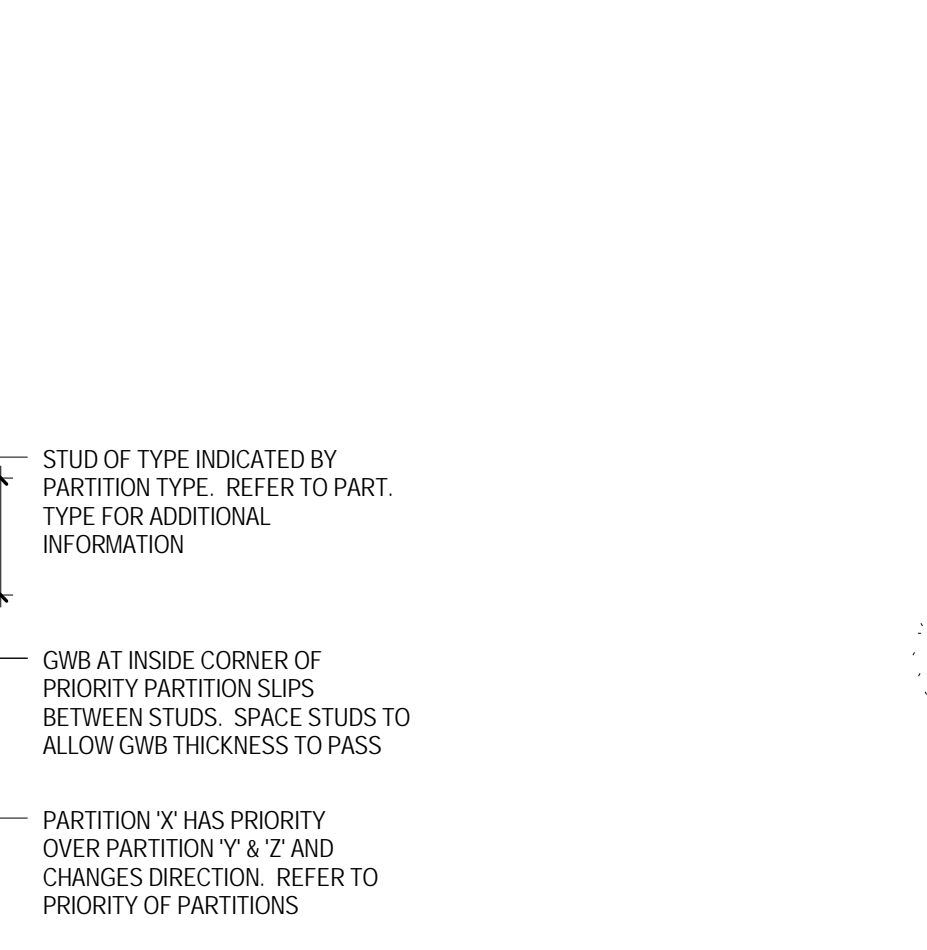 STUD OF TYPE INDICATED BY
PARTITION TYPE.  REFER TO PART.
TYPE FOR ADDITIONAL
INFORMATION
GWB AT INSIDE CORNER OF
PRIORITY PARTITION SLIPS
BETWEEN STUDS.  SPACE STUDS TO
ALLOW GWB THICKNESS TO PASS
PARTITION 'X' HAS PRIORITY
OVER PARTITION 'Y' & 'Z' AND
CHANGES DIRECTION.  REFER TO
PRIORITY OF PARTITIONS